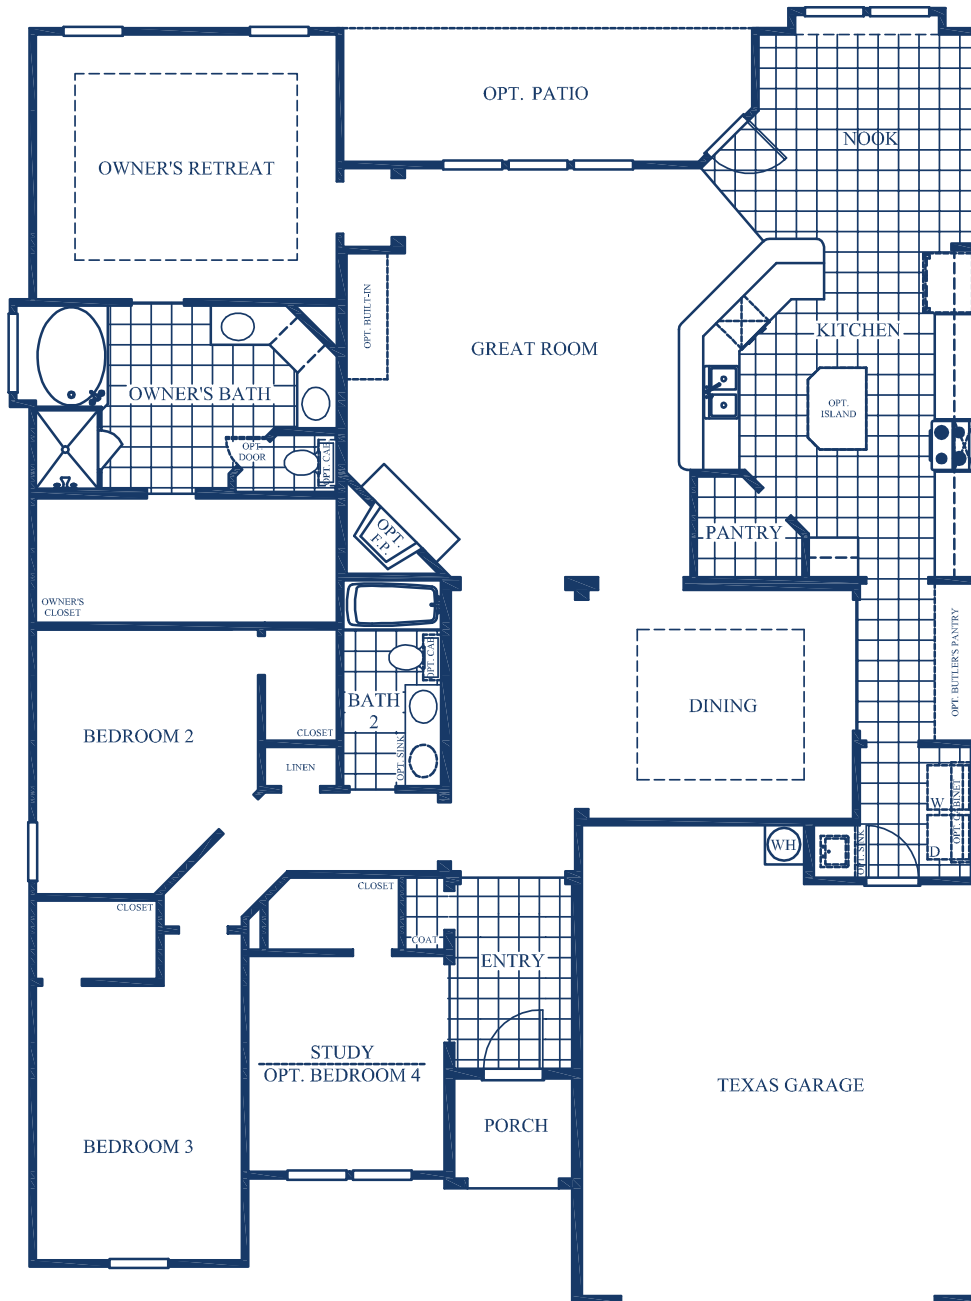 OPT. PATIO
NOOK
OWNER'S RETREAT
OPT. BUILT-IN
KITCHEN
GREAT ROOM
OWNER'S BATH
OPT.
ISLAND
OPT.
DOOR
OPT. CAB
OPT.
F.P.
PANTRY
OWNER'S
CLOSET
OPT. CAB
OPT. BUTLER'S PANTRY
BATH
2
DINING
BEDROOM 2
CLOSET
OPT. SINK
LINEN
W
OPT. CABINET
WH
OPT. SINK
D
CLOSET
CLOSET
COAT
ENTRY
STUDY
OPT. BEDROOM 4
TEXAS GARAGE
PORCH
BEDROOM 3